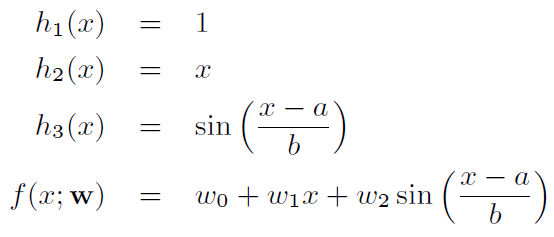 h₁(x) = 1
h₂(x) = x
h₃(x) = sin((x − a)/b)
f(x; w) = w₀ + w₁x + w₂ sin((x − a)/b)